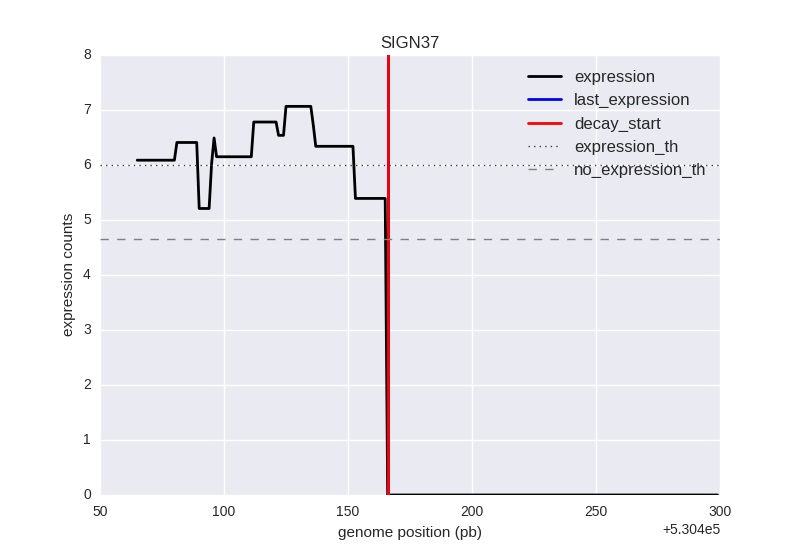 SIGN37
8
7
6
5
4
3
2
1
0
expression counts
expression
last_expression
decay_start
expression_th
no_expression_th
50 100 150 200 250 300
genome position (pb)
+5.304e5